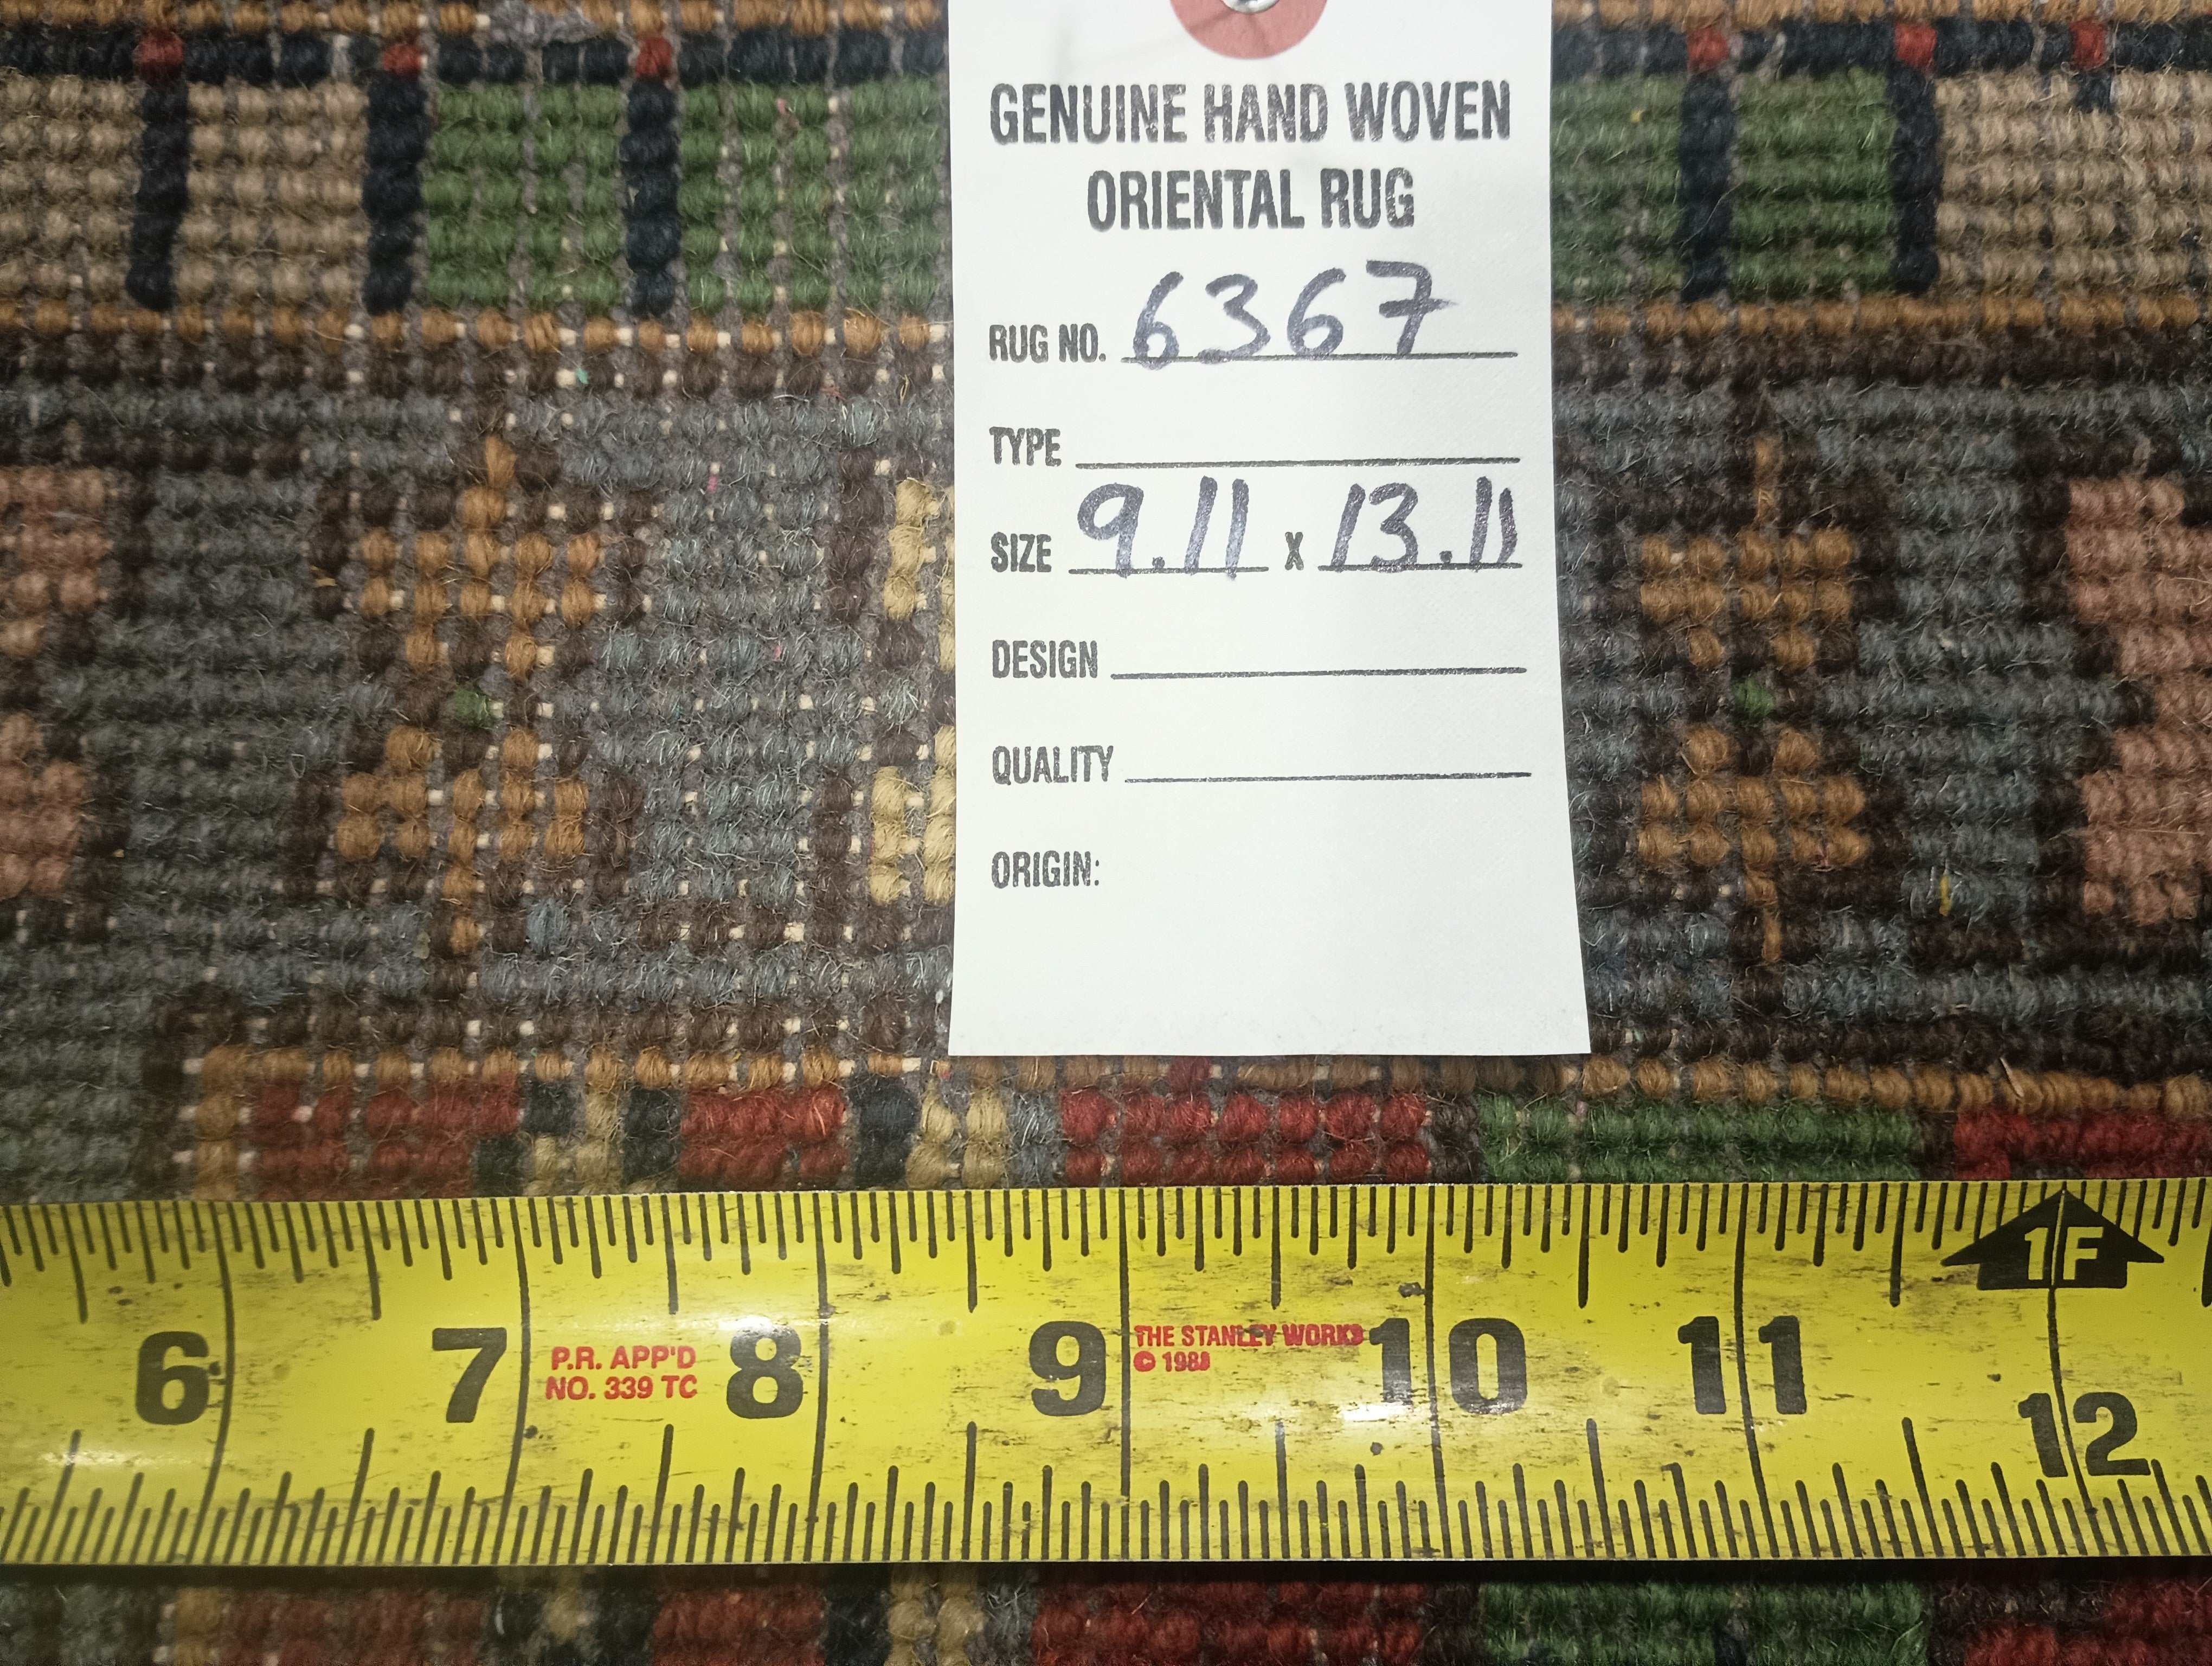 GENUINE HAND WOVEN
ORIENTAL RUG
RUG NO. 6367
TYPE
SIZE 9.11 X 13.11
DESIGN
QUALITY
ORIGIN:
1F
6 7 8 9 10 11 12
P.R. APP'D
NO. 339 TC
THE STANLEY WORKS
© 1988